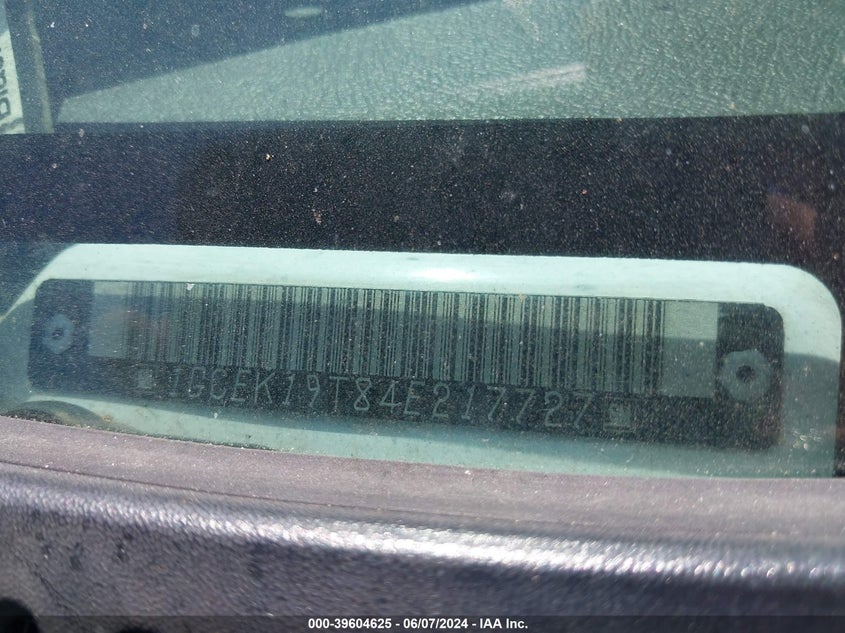 1GCEK19T84E217727
000-39604625 | 06/07/2024 | IAA Inc.